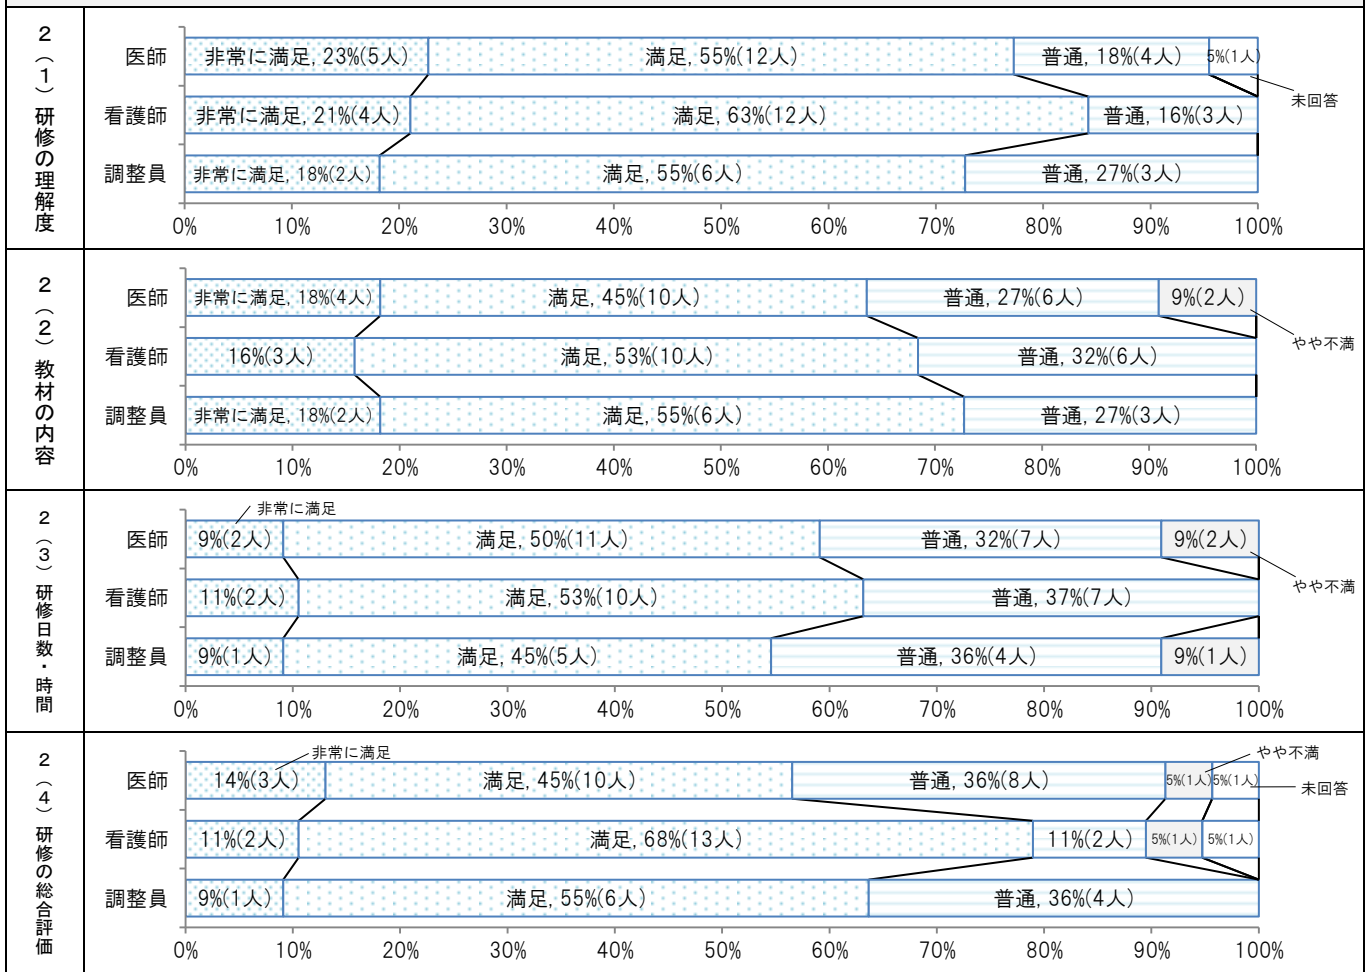 2（1）研修の理解度
医師
非常に満足, 23%(5人)
満足, 55%(12人)
普通, 18%(4人)
5%(1人)
未回答
看護師
非常に満足, 21%(4人)
満足, 63%(12人)
普通, 16%(3人)
調整員
非常に満足, 18%(2人)
満足, 55%(6人)
普通, 27%(3人)
0% 10% 20% 30% 40% 50% 60% 70% 80% 90% 100%
2（2）教材の内容
医師
非常に満足, 18%(4人)
満足, 45%(10人)
普通, 27%(6人)
9%(2人)
やや不満
看護師
16%(3人)
満足, 53%(10人)
普通, 32%(6人)
調整員
非常に満足, 18%(2人)
満足, 55%(6人)
普通, 27%(3人)
0% 10% 20% 30% 40% 50% 60% 70% 80% 90% 100%
2（3）研修日数・時間
非常に満足
医師
9%(2人)
満足, 50%(11人)
普通, 32%(7人)
9%(2人)
やや不満
看護師
11%(2人)
満足, 53%(10人)
普通, 37%(7人)
調整員
9%(1人)
満足, 45%(5人)
普通, 36%(4人)
9%(1人)
0% 10% 20% 30% 40% 50% 60% 70% 80% 90% 100%
2（4）研修の総合評価
非常に満足
やや不満
医師
14%(3人)
満足, 45%(10人)
普通, 36%(8人)
5%(1人)
5%(1人)
未回答
看護師
11%(2人)
満足, 68%(13人)
11%(2人)
5%(1人)
5%(1人)
調整員
9%(1人)
満足, 55%(6人)
普通, 36%(4人)
0% 10% 20% 30% 40% 50% 60% 70% 80% 90% 100%